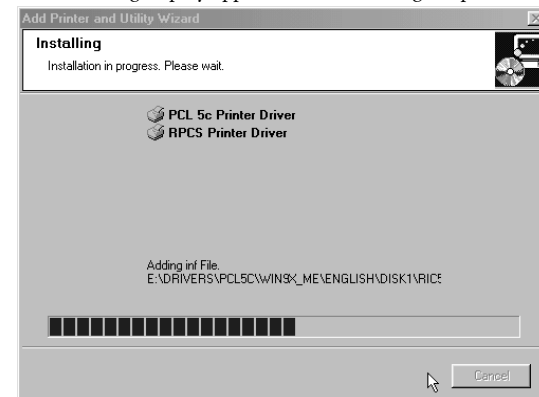 Add Printer and Utility Wizard
Installing
Installation in progress. Please wait.
PCL 5c Printer Driver
RPCS Printer Driver
Adding inf File.
E:\DRIVERS\PCL5C\WIN9X_ME\ENGLISH\DISK1\RIC5
Cancel